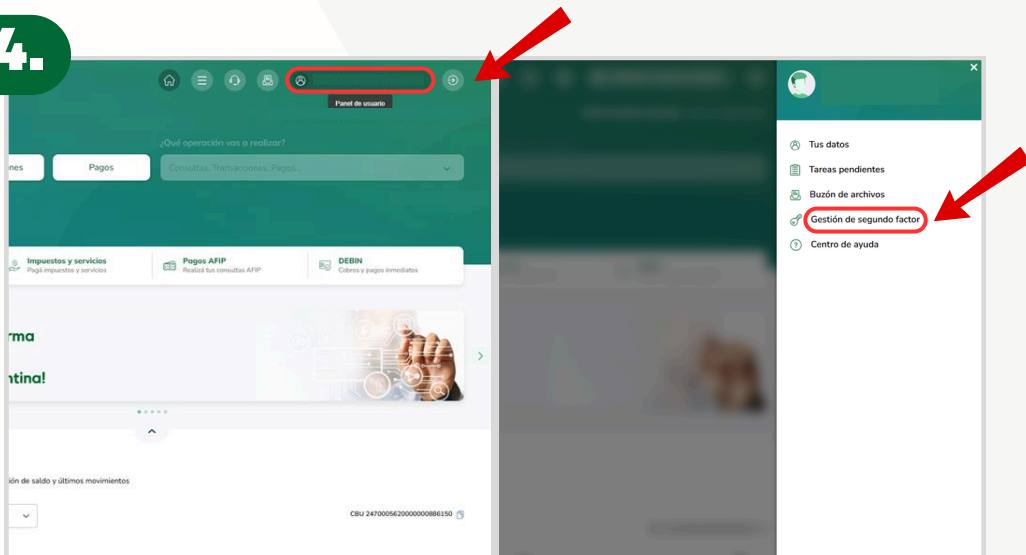 4.
Panel de usuario
¿Qué operación vas a realizar?
nes
Pagos
Consultas, Transacciones, Pagos...
Impuestos y servicios
Pagá impuestos y servicios
Pagos AFIP
Realizá tus consultas AFIP
DEBIN
Cobros y pagos inmediatos
rma
ntina!
ión de saldo y últimos movimientos
CBU 2470005620000000886150
Tus datos
Tareas pendientes
Buzón de archivos
Gestión de segundo factor
Centro de ayuda